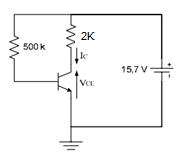 2K
500 k
IC
15,7 V
+
VCE
-